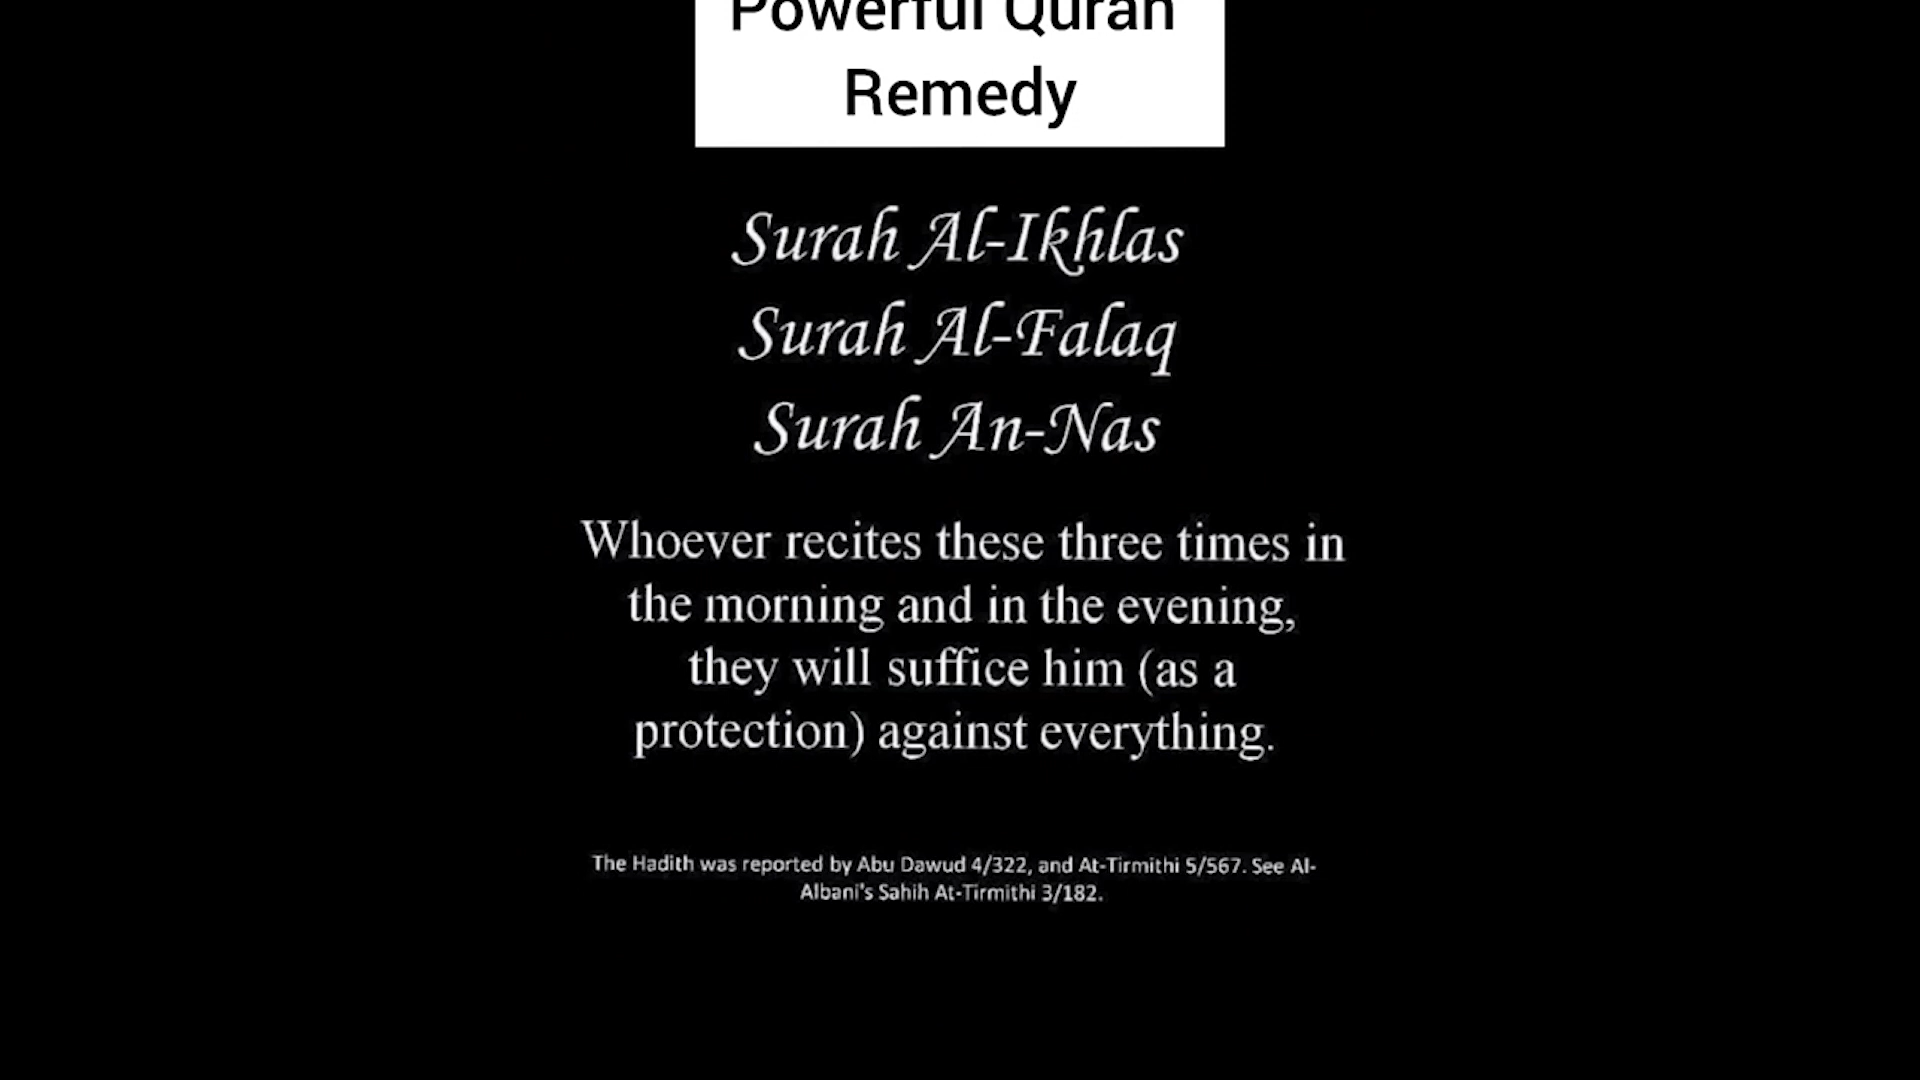 Powerful Quran
Remedy
Surah Al-Ikhlas
Surah Al-Falaq
Surah An-Nas
Whoever recites these three times in
the morning and in the evening,
they will suffice him (as a
protection) against everything.
The Hadith was reported by Abu Dawud 4/322, and At-Tirmithi 5/567. See Al-
Albani's Sahih At-Tirmithi 3/182.